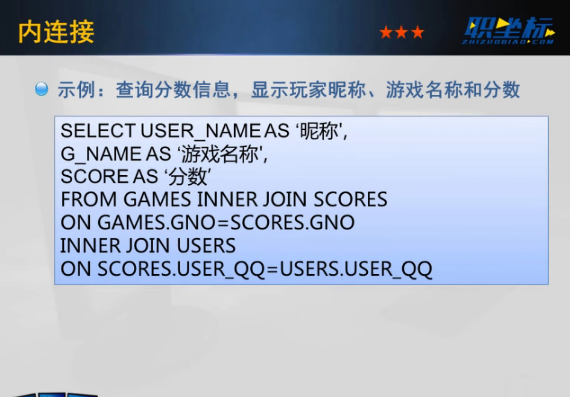 内连接
★★★
职坐标
ZHIZUOBIAO.COM
示例：查询分数信息，显示玩家昵称、游戏名称和分数
SELECT USER_NAME AS ‘昵称’,
G_NAME AS ‘游戏名称’,
SCORE AS ‘分数’
FROM GAMES INNER JOIN SCORES
ON GAMES.GNO=SCORES.GNO
INNER JOIN USERS
ON SCORES.USER_QQ=USERS.USER_QQ